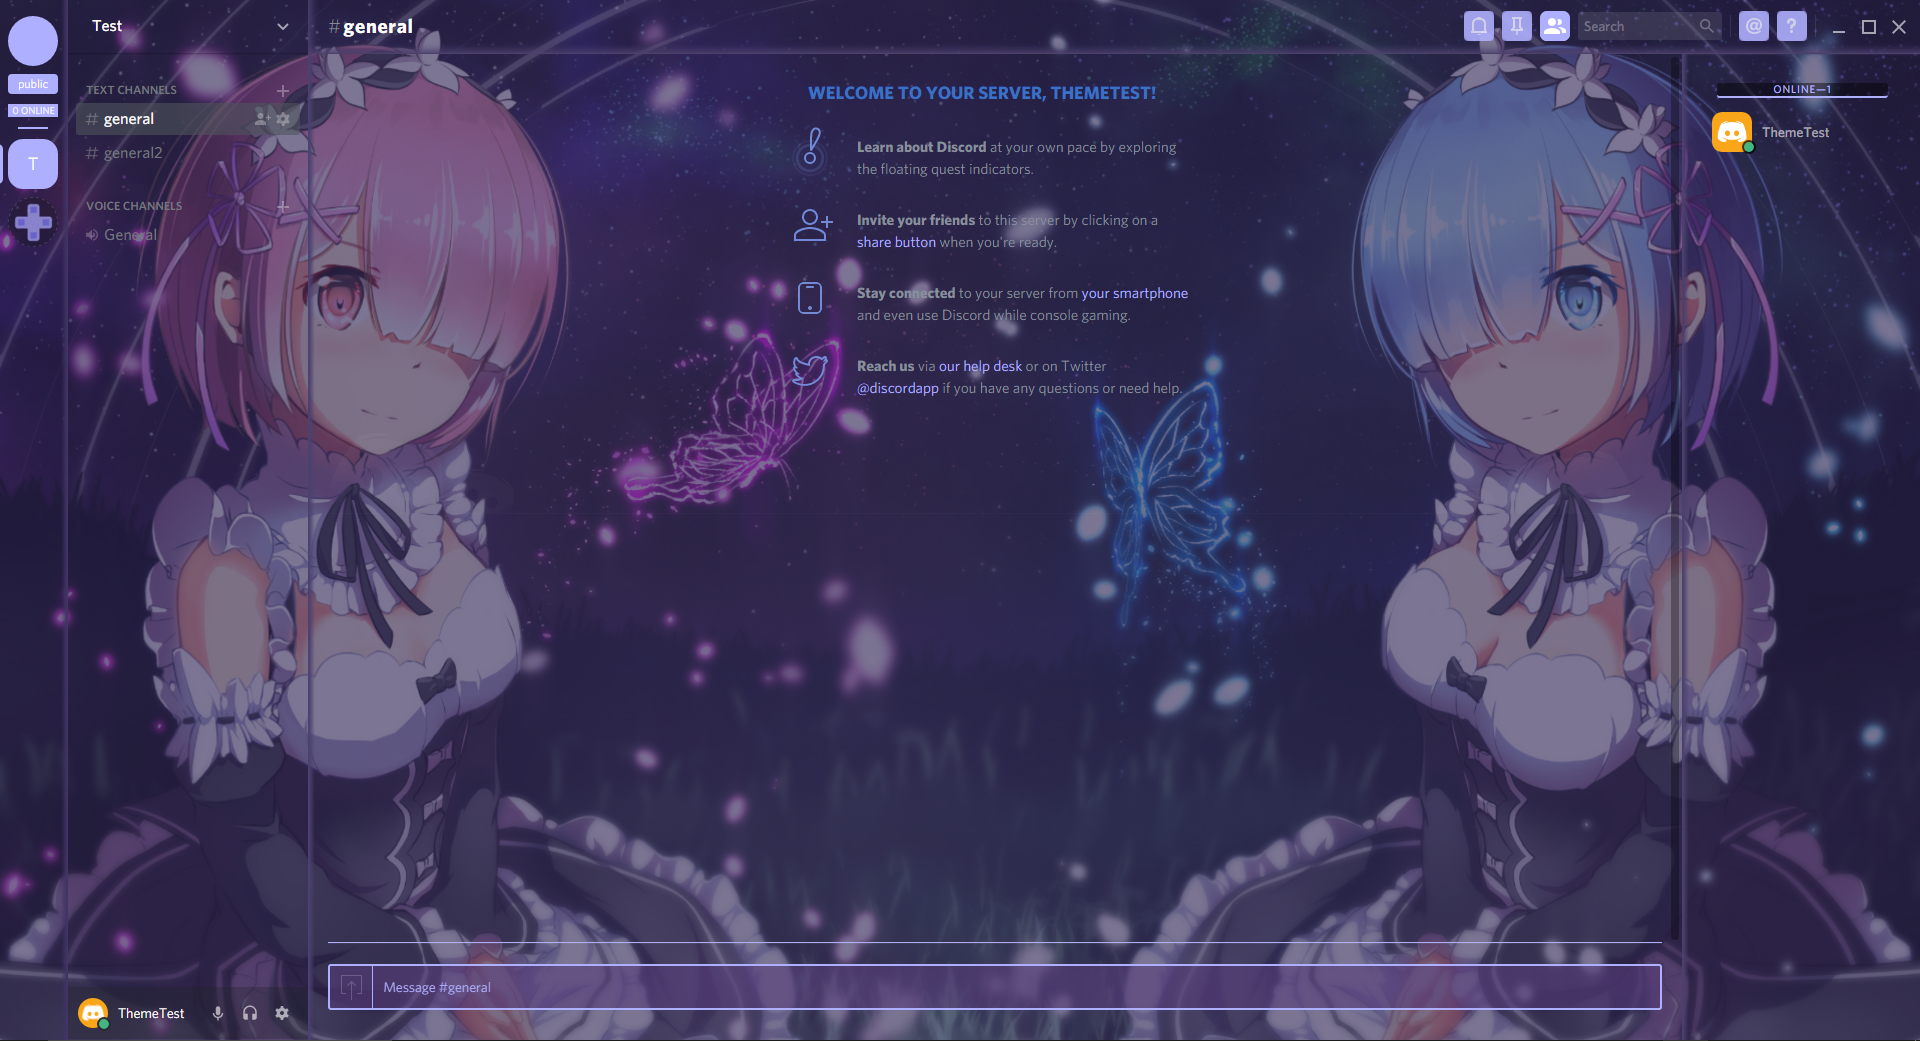 public
0 ONLINE
T
Test
TEXT CHANNELS
# general
# general2
VOICE CHANNELS
General
ThemeTest
#general
Search
@
?
WELCOME TO YOUR SERVER, THEMETEST!
Learn about Discord at your own pace by exploring
the floating quest indicators.
Invite your friends to this server by clicking on a
share button when you're ready.
Stay connected to your server from your smartphone
and even use Discord while console gaming.
Reach us via our help desk or on Twitter
@discordapp if you have any questions or need help.
Message #general
ONLINE—1
ThemeTest